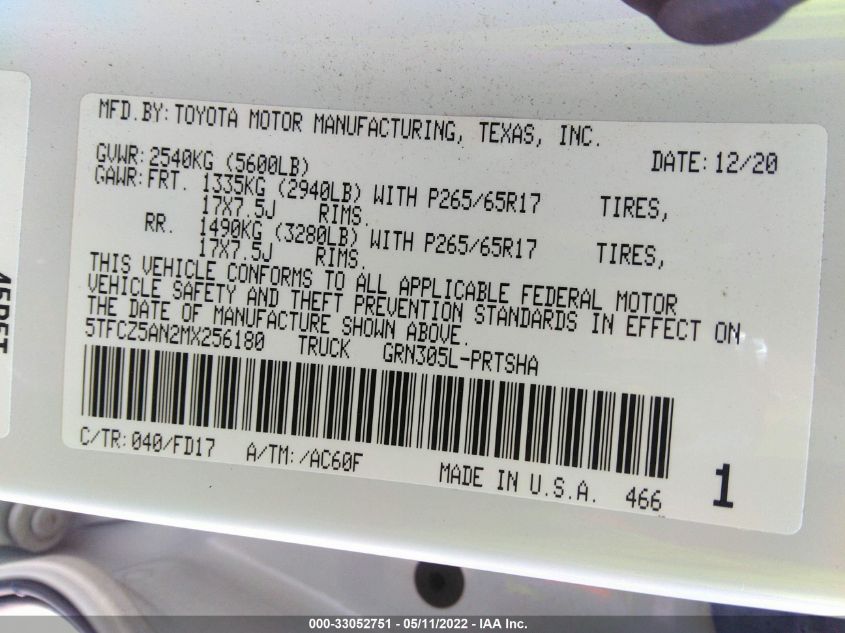 MFD.BY: TOYOTA MOTOR MANUFACTURING, TEXAS, INC.
GVWR: 2540KG (5600LB) DATE: 12/20
GAWR: FRT. 1335KG (2940LB) WITH P265/65R17 TIRES,
17X7.5J RIMS.
RR. 1490KG (3280LB) WITH P265/65R17 TIRES,
17X7.5J RIMS.
THIS VEHICLE CONFORMS TO ALL APPLICABLE FEDERAL MOTOR
VEHICLE SAFETY AND THEFT PREVENTION STANDARDS IN EFFECT ON
THE DATE OF MANUFACTURE SHOWN ABOVE.
5TFCZ5AN2MX256180 TRUCK GRN305L-PRTSHA
C/TR: 040/FD17 A/TM: /AC60F
MADE IN U.S.A. 466 1
000-33052751 - 05/11/2022 - IAA Inc.